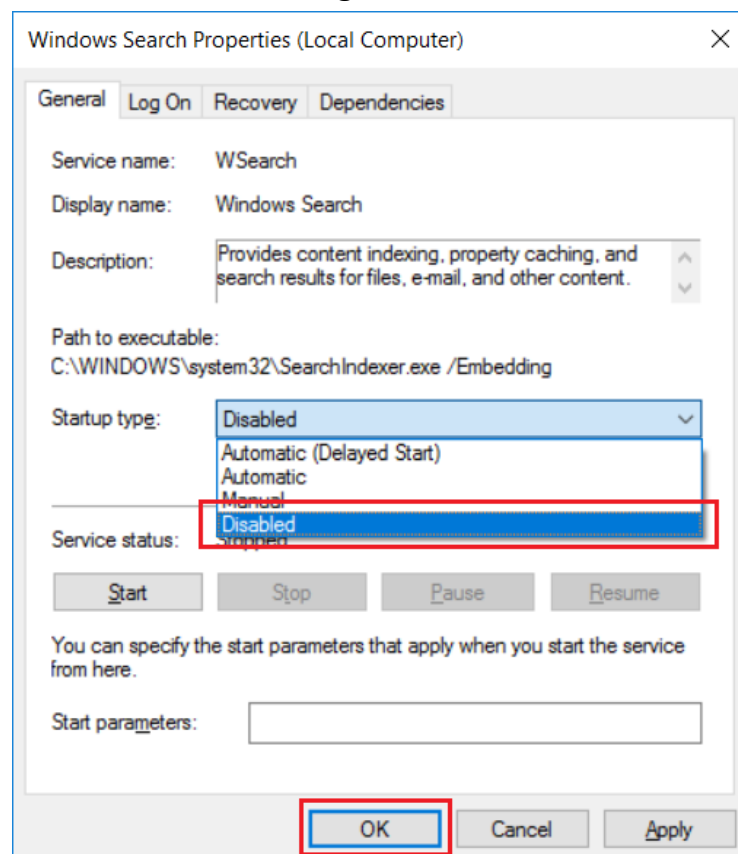 Windows Search Properties (Local Computer)
General Log On Recovery Dependencies
Service name: WSearch
Display name: Windows Search
Description: Provides content indexing, property caching, and
search results for files, e-mail, and other content.
Path to executable:
C:\WINDOWS\system32\SearchIndexer.exe /Embedding
Startup type: Disabled
Automatic (Delayed Start)
Automatic
Manual
Disabled
Service status: Stopped
Start Stop Pause Resume
You can specify the start parameters that apply when you start the service
from here.
Start parameters:
OK Cancel Apply